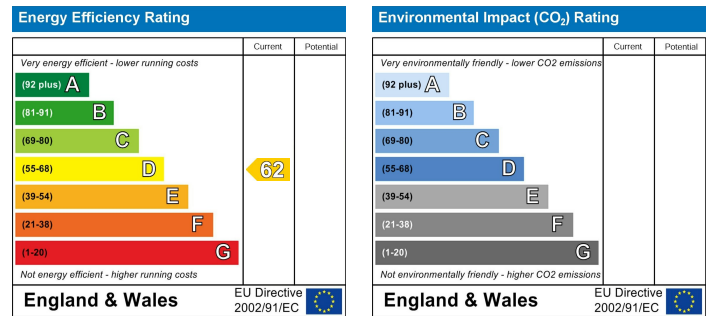 Energy Efficiency Rating
Current Potential
Very energy efficient - lower running costs
(92 plus) A
(81-91) B
(69-80) C
(55-68) D 62
(39-54) E
(21-38) F
(1-20) G
Not energy efficient - higher running costs
England & Wales
EU Directive
2002/91/EC
Environmental Impact (CO₂) Rating
Current Potential
Very environmentally friendly - lower CO2 emissions
(92 plus) A
(81-91) B
(69-80) C
(55-68) D
(39-54) E
(21-38) F
(1-20) G
Not environmentally friendly - higher CO2 emissions
England & Wales
EU Directive
2002/91/EC